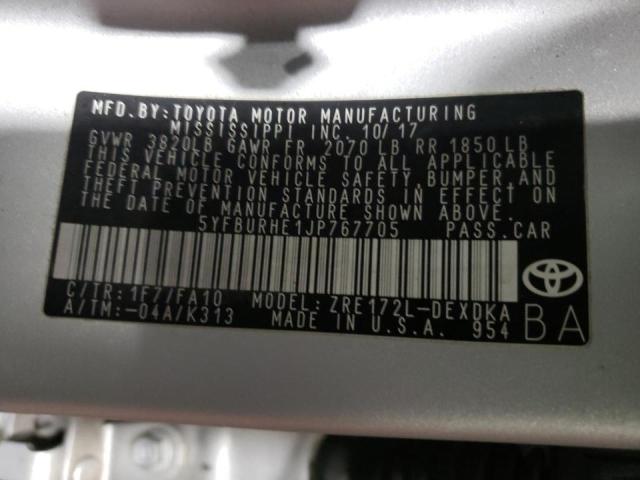 MFD. BY: TOYOTA MOTOR MANUFACTURING
MISSISSIPPI INC. 10/17
GVWR 3820LB GAWR FR 2070 LB RR 1850 LB
THIS VEHICLE CONFORMS TO ALL APPLICABLE
FEDERAL MOTOR VEHICLE SAFETY, BUMPER, AND
THEFT PREVENTION STANDARDS IN EFFECT ON
THE DATE OF MANUFACTURE SHOWN ABOVE.
5YFBURHE1JP767705 PASS. CAR
C/TR: 1F7/FA10 MODEL: ZRE172L-DEXDKA
A/TM: -04A/K313 MADE IN U.S.A. 954
BA